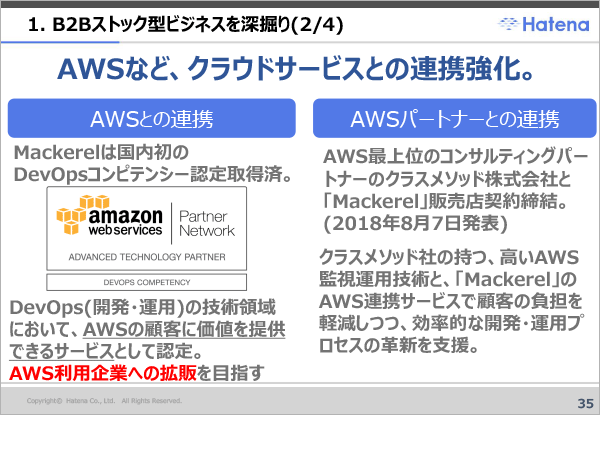 1. B2Bストック型ビジネスを深掘り(2/4)
Hatena
AWSなど、クラウドサービスとの連携強化。
AWSとの連携
Mackerelは国内初の
DevOpsコンピテンシー認定取得済。
amazon
web services
Partner
Network
ADVANCED TECHNOLOGY PARTNER
DEVOPS COMPETENCY
DevOps(開発・運用)の技術領域
において、AWSの顧客に価値を提供
できるサービスとして認定。
AWS利用企業への拡販を目指す
AWSパートナーとの連携
AWS最上位のコンサルティングパー
トナーのクラスメソッド株式会社と
「Mackerel」販売店契約締結。
(2018年8月7日発表)
クラスメソッド社の持つ、高いAWS
監視運用技術と、「Mackerel」の
AWS連携サービスで顧客の負担を
軽減しつつ、効率的な開発・運用プ
ロセスの革新を支援。
Copyright© Hatena Co., Ltd. All Rights Reserved.
35